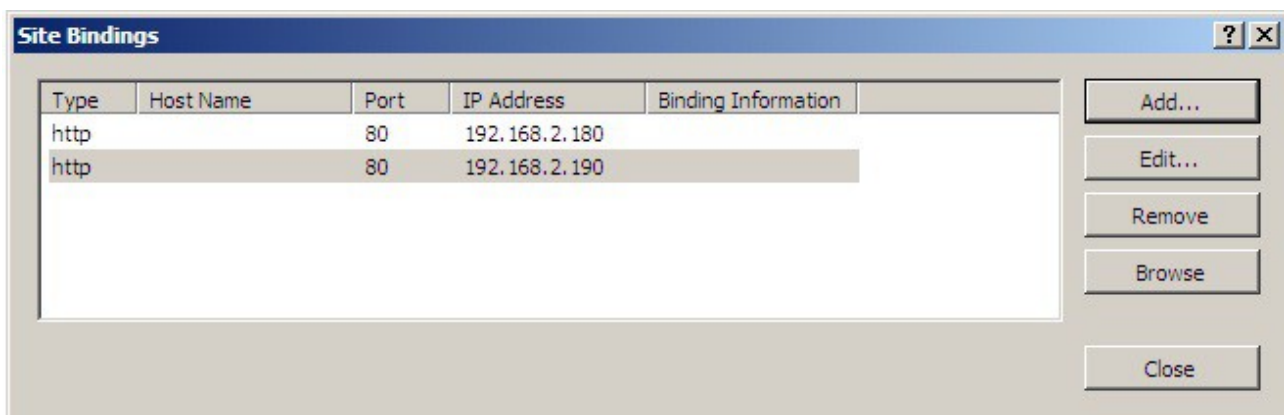 Site Bindings ? X
Type Host Name Port IP Address Binding Information
http 80 192.168.2.180
http 80 192.168.2.190
Add...
Edit...
Remove
Browse
Close